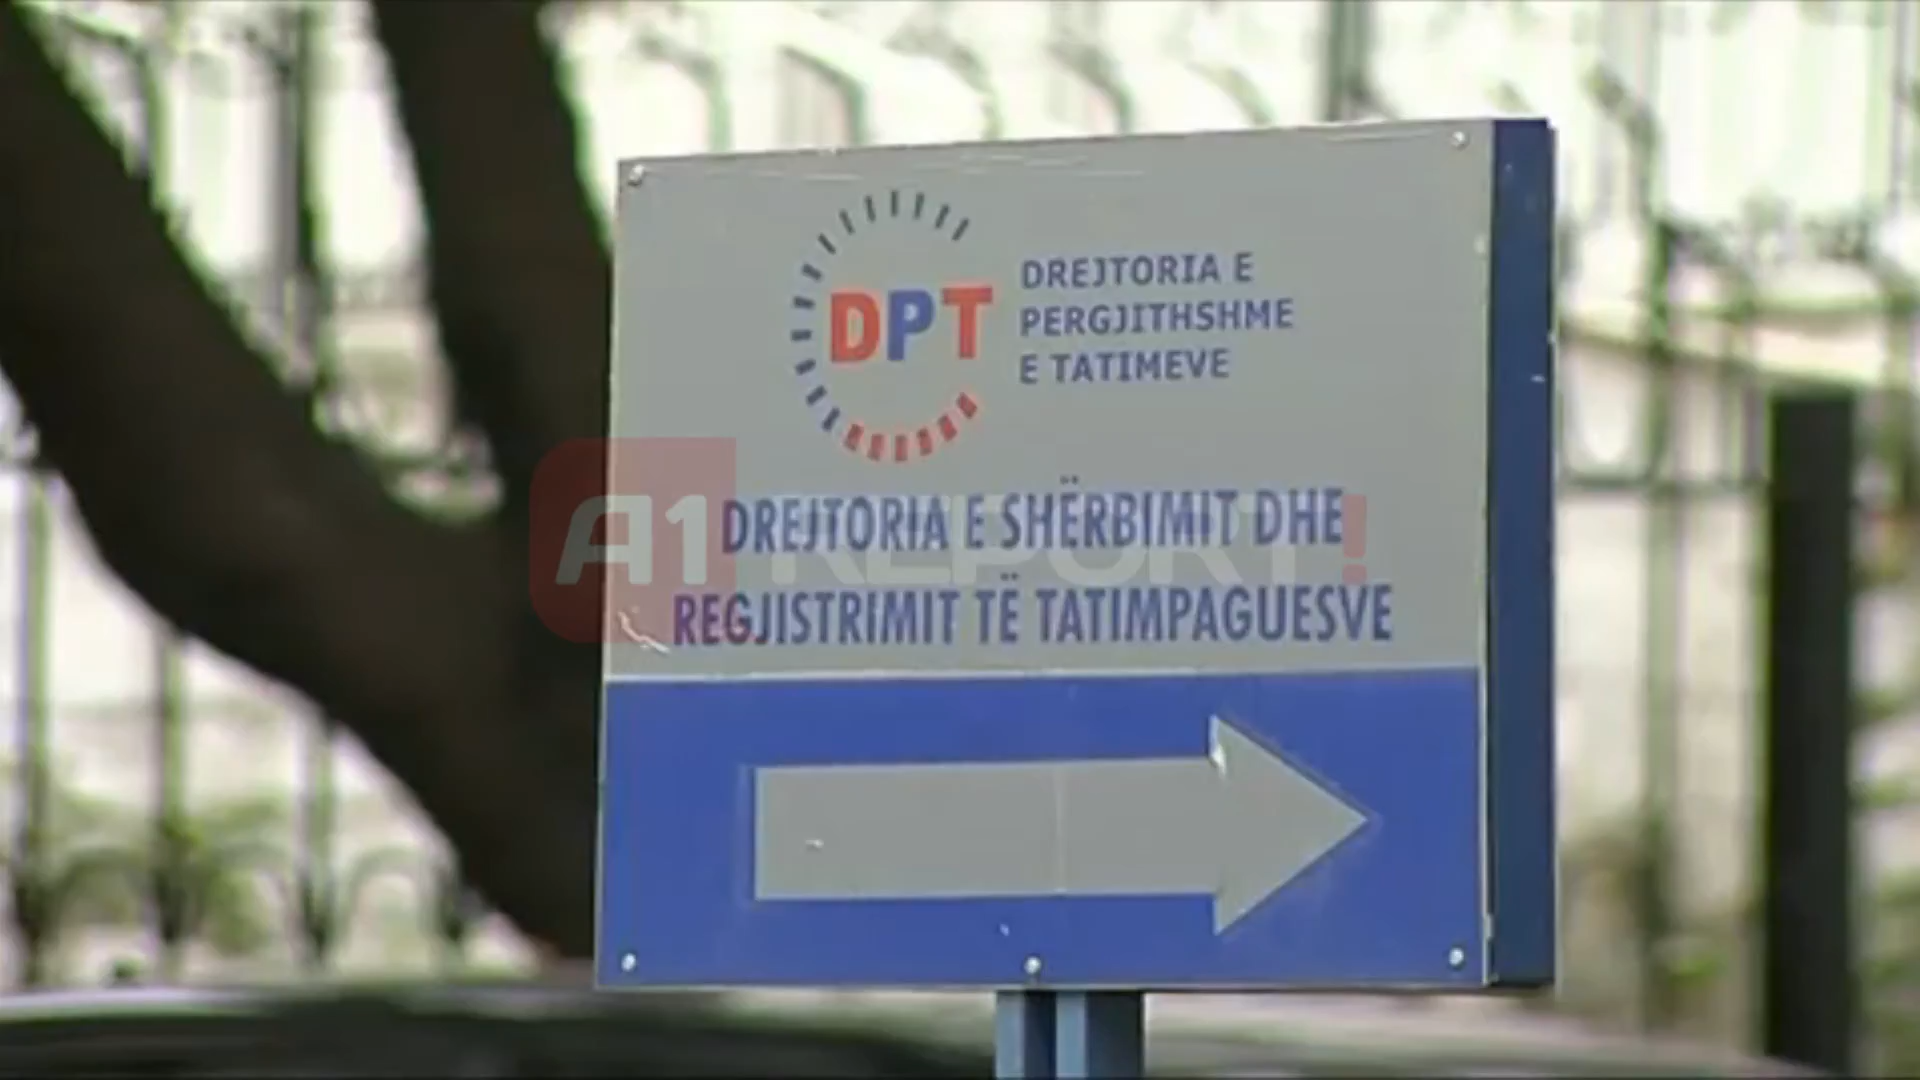 DPT
DREJTORIA E
PERGJITHSHME
E TATIMEVE
DREJTORIA E SHËRBIMIT DHE
REGJISTRIMIT TË TATIMPAGUESVE
A1 REPORT!